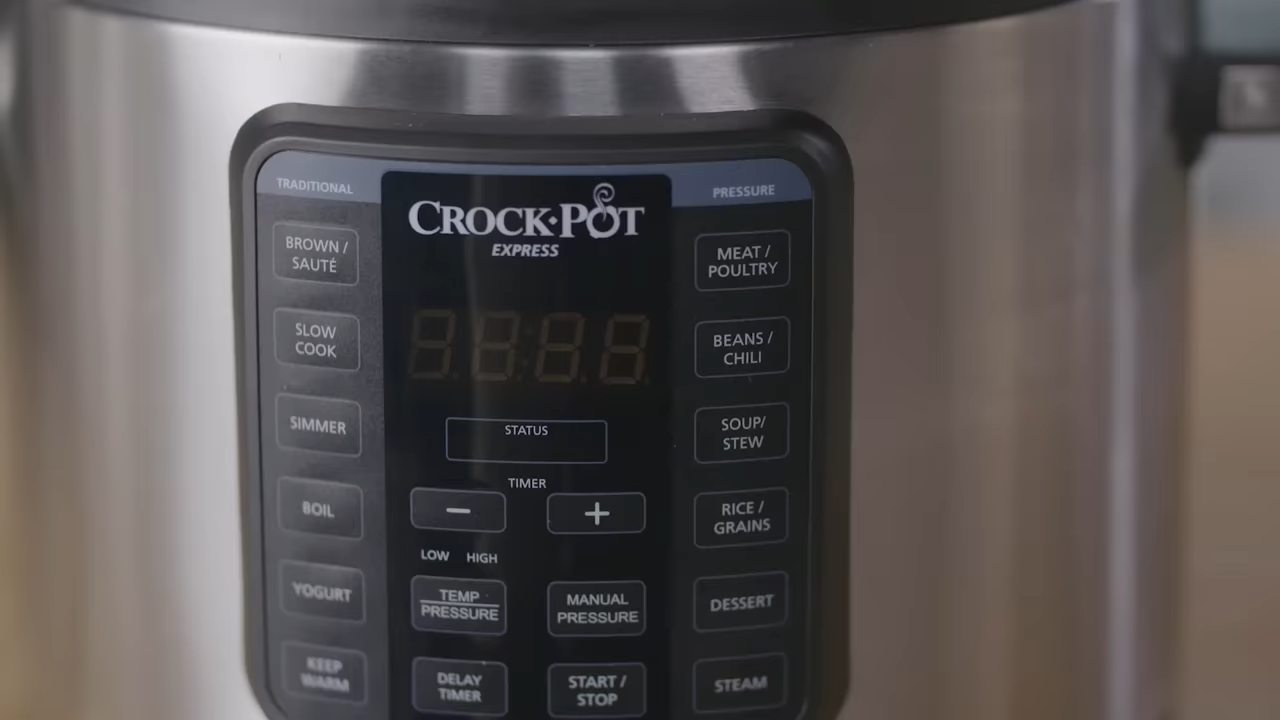 TRADITIONAL
PRESSURE
CROCK·POT
EXPRESS
BROWN /
SAUTÉ
SLOW
COOK
SIMMER
BOIL
YOGURT
KEEP
WARM
STATUS
TIMER
− +
LOW HIGH
TEMP
PRESSURE
MANUAL
PRESSURE
DELAY
TIMER
START /
STOP
MEAT /
POULTRY
BEANS /
CHILI
SOUP/
STEW
RICE /
GRAINS
DESSERT
STEAM